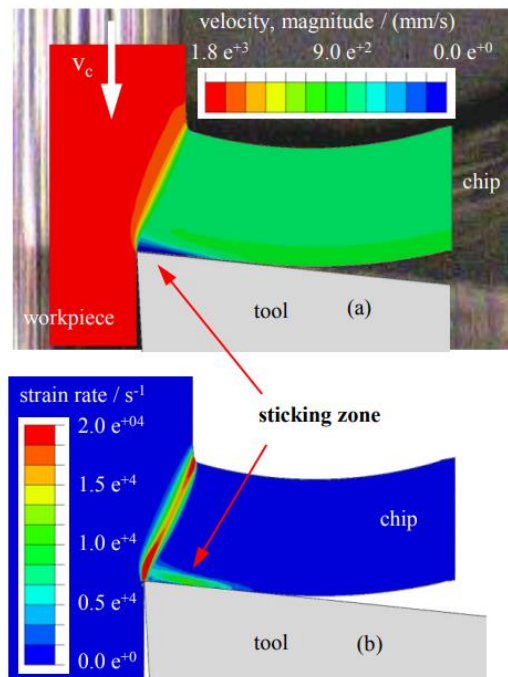 velocity, magnitude / (mm/s)
1.8 e+3 9.0 e+2 0.0 e+0
vc
chip
workpiece
tool (a)
sticking zone
strain rate / s-1
2.0 e+04
1.5 e+4
1.0 e+4
0.5 e+4
0.0 e+0
chip
tool (b)